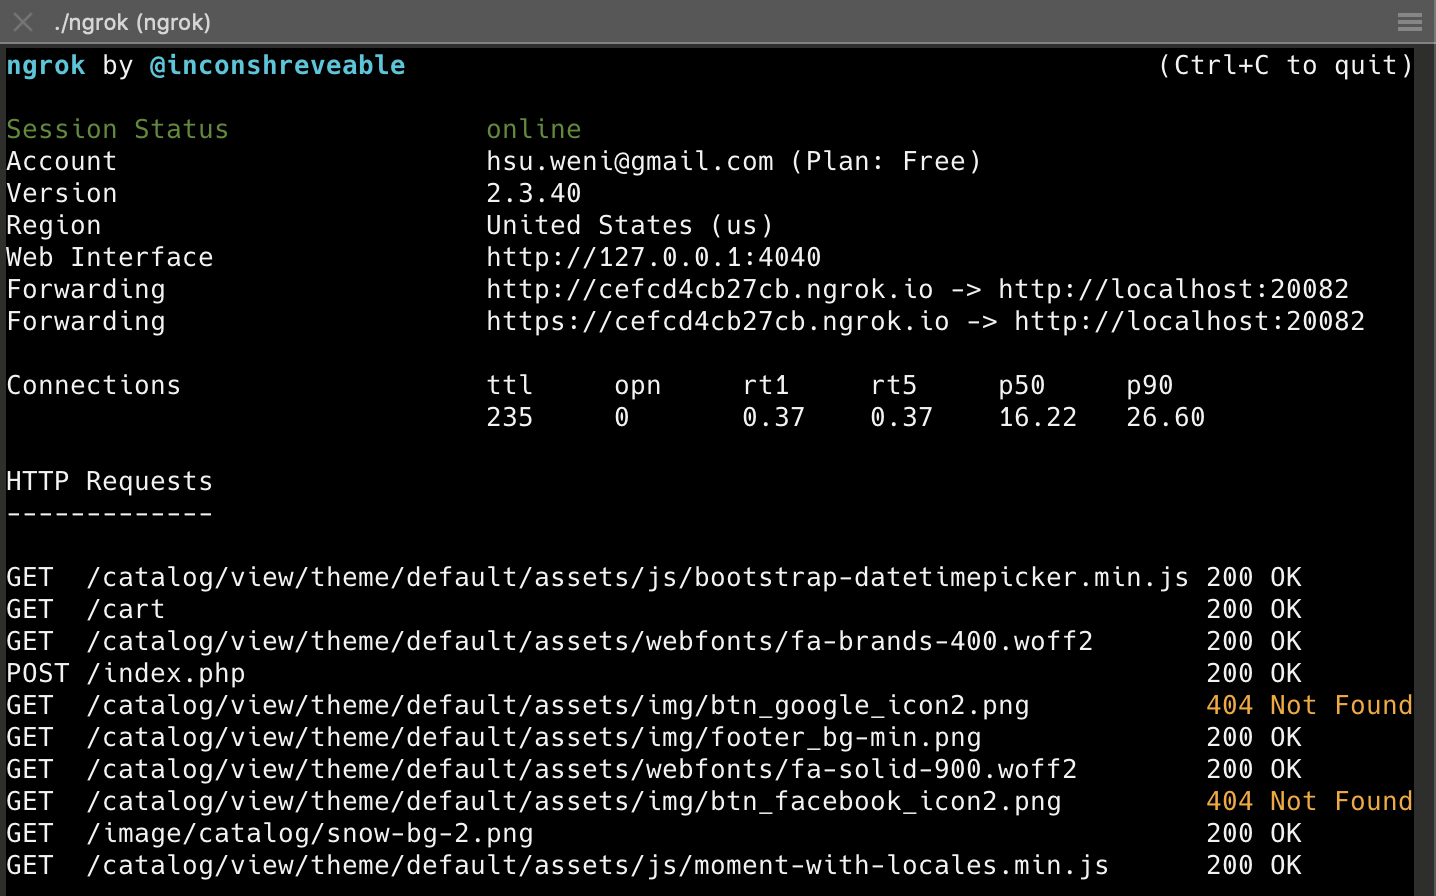 ./ngrok (ngrok)
ngrok by @inconshreveable (Ctrl+C to quit)
Session Status online
Account hsu.weni@gmail.com (Plan: Free)
Version 2.3.40
Region United States (us)
Web Interface http://127.0.0.1:4040
Forwarding http://cefcd4cb27cb.ngrok.io -> http://localhost:20082
Forwarding https://cefcd4cb27cb.ngrok.io -> http://localhost:20082
Connections ttl opn rt1 rt5 p50 p90
235 0 0.37 0.37 16.22 26.60
HTTP Requests
-------------
GET /catalog/view/theme/default/assets/js/bootstrap-datetimepicker.min.js 200 OK
GET /cart 200 OK
GET /catalog/view/theme/default/assets/webfonts/fa-brands-400.woff2 200 OK
POST /index.php 200 OK
GET /catalog/view/theme/default/assets/img/btn_google_icon2.png 404 Not Found
GET /catalog/view/theme/default/assets/img/footer_bg-min.png 200 OK
GET /catalog/view/theme/default/assets/webfonts/fa-solid-900.woff2 200 OK
GET /catalog/view/theme/default/assets/img/btn_facebook_icon2.png 404 Not Found
GET /image/catalog/snow-bg-2.png 200 OK
GET /catalog/view/theme/default/assets/js/moment-with-locales.min.js 200 OK